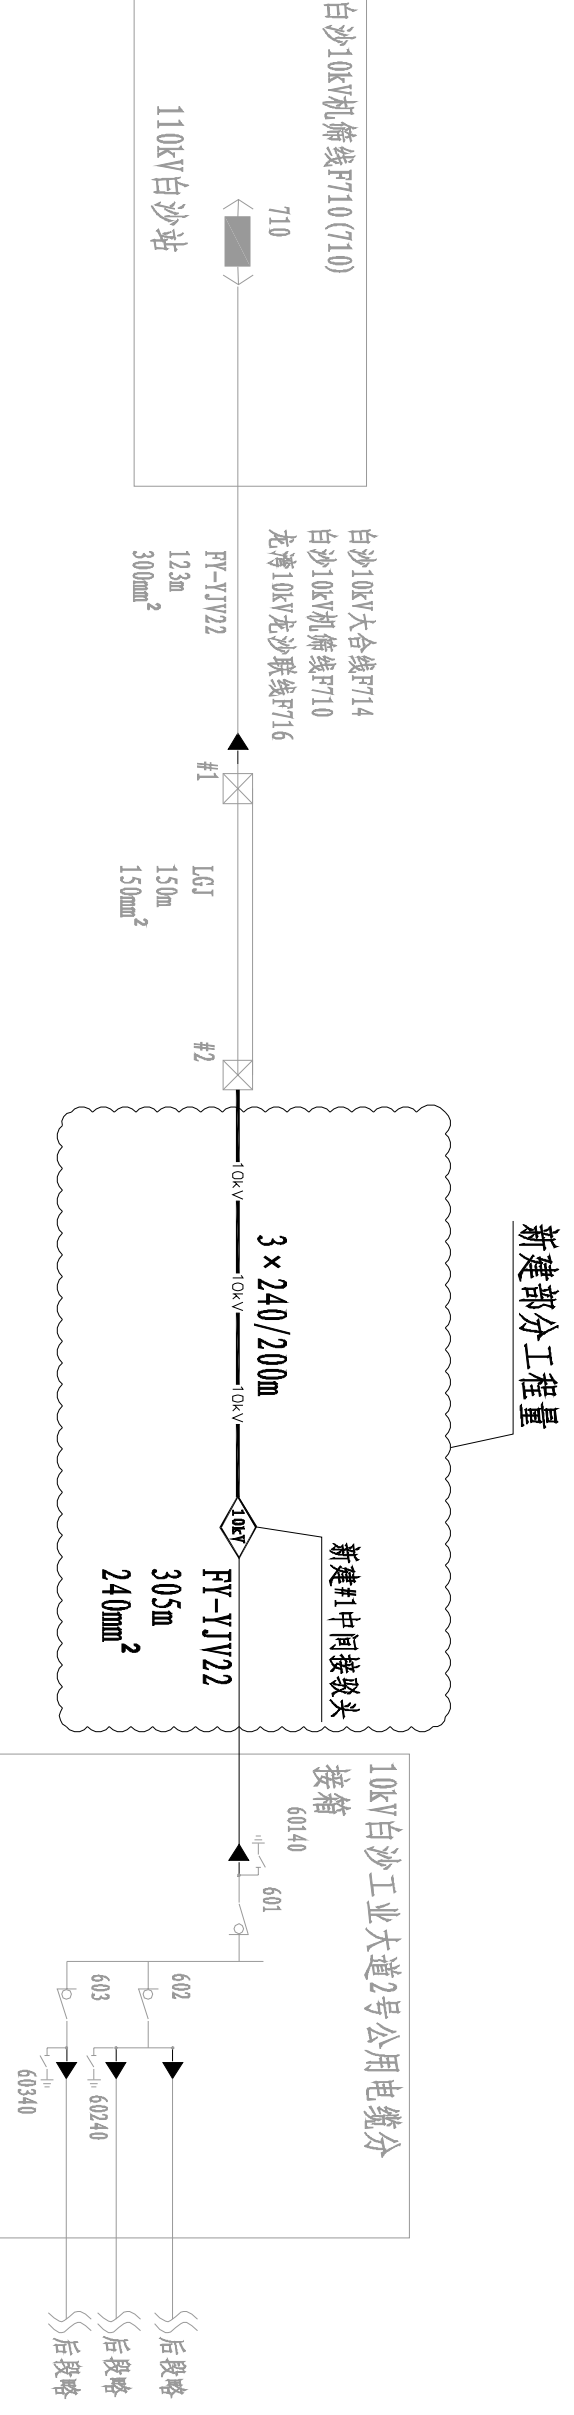 白沙10kV机筛线F710(710)
710
110kV白沙站
白沙10kV大合线F714
白沙10kV机筛线F710
龙湾10kV龙沙联线F716
FY-YJV22
123m
300mm²
#1
LGJ
150m
150mm²
#2
新建部分工程量
10kV
10kV
10kV
3×240/200m
10kV
新建#1中间接驳头
FY-YJV22
305m
240mm²
10kV白沙工业大道2号公用电缆分
接箱
60140
601
602
603
60240
60340
后段略
后段略
后段略